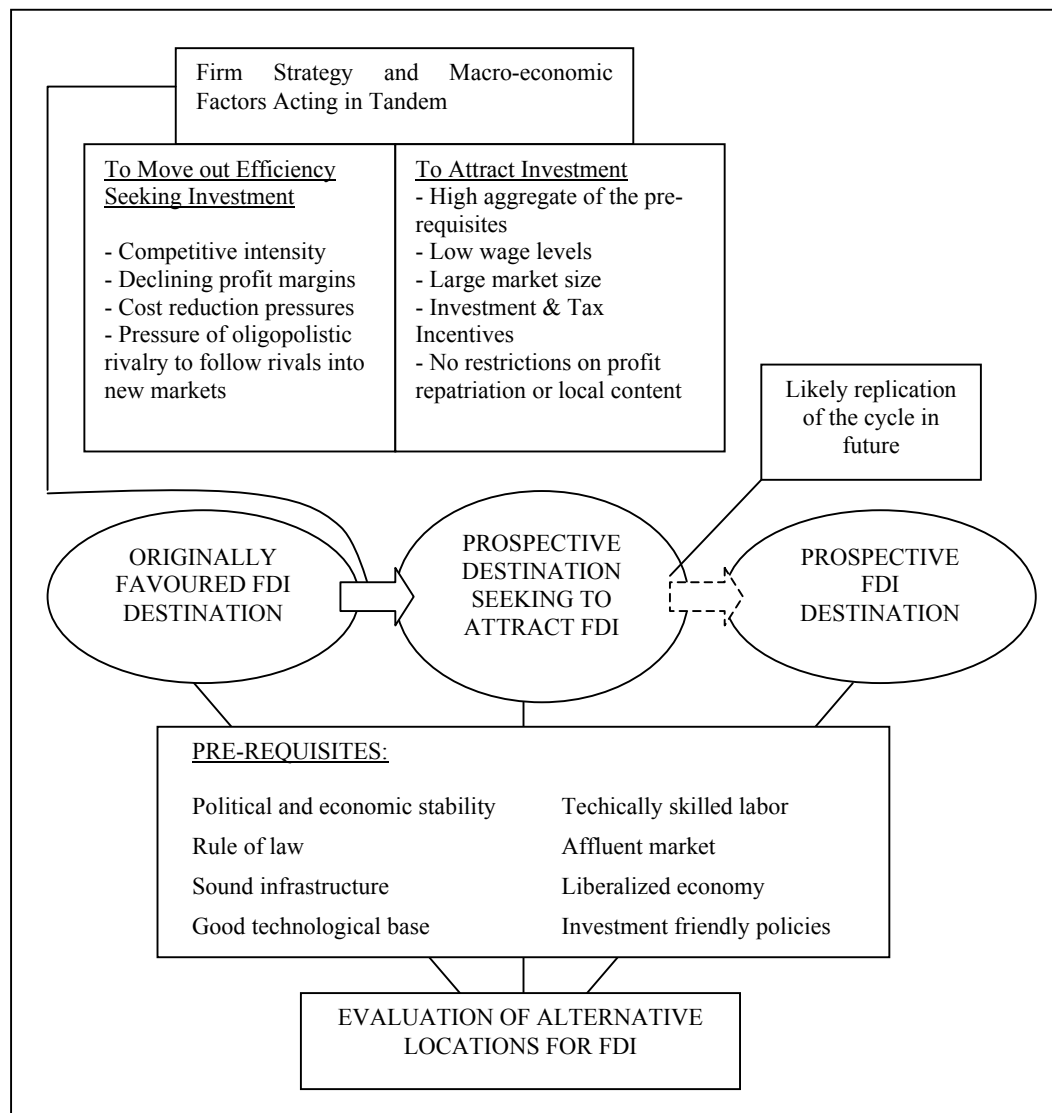 Firm Strategy and Macro-economic
Factors Acting in Tandem
To Move out Efficiency
Seeking Investment
- Competitive intensity
- Declining profit margins
- Cost reduction pressures
- Pressure of oligopolistic
rivalry to follow rivals into
new markets
To Attract Investment
- High aggregate of the pre-
requisites
- Low wage levels
- Large market size
- Investment & Tax
Incentives
- No restrictions on profit
repatriation or local content
Likely replication
of the cycle in
future
ORIGINALLY
FAVOURED FDI
DESTINATION
PROSPECTIVE
DESTINATION
SEEKING TO
ATTRACT FDI
PROSPECTIVE
FDI
DESTINATION
PRE-REQUISITES:
Political and economic stability
Rule of law
Sound infrastructure
Good technological base
Techically skilled labor
Affluent market
Liberalized economy
Investment friendly policies
EVALUATION OF ALTERNATIVE
LOCATIONS FOR FDI